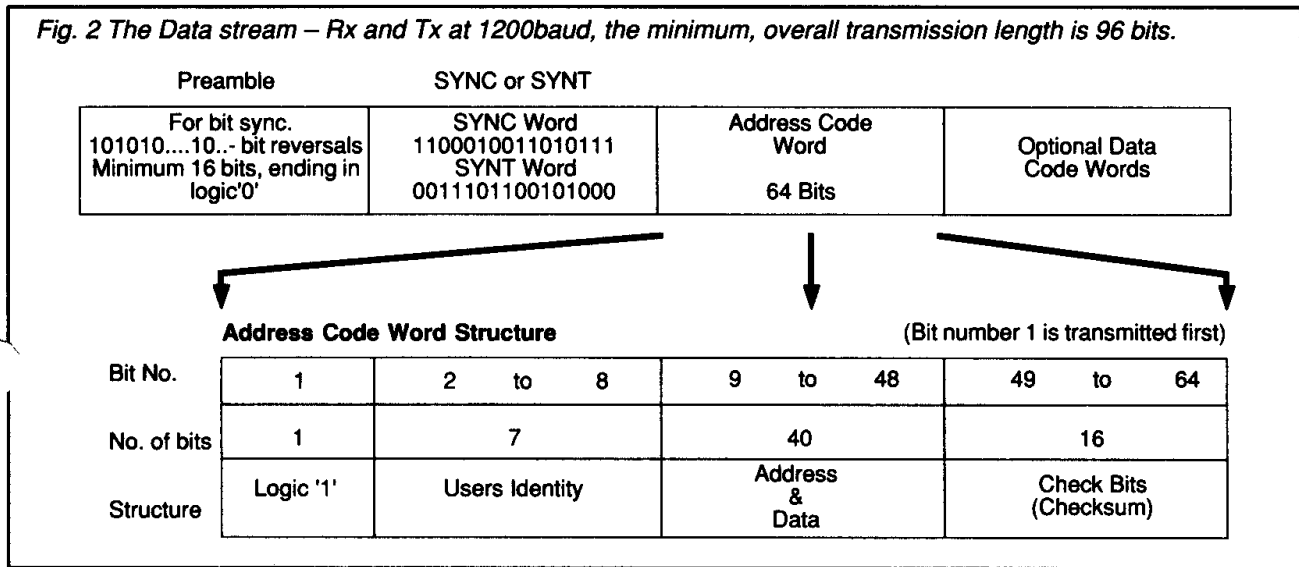 Fig. 2 The Data stream – Rx and Tx at 1200baud, the minimum, overall transmission length is 96 bits.
Preamble
SYNC or SYNT
For bit sync.
101010....10..- bit reversals
Minimum 16 bits, ending in
logic'0'
SYNC Word
1100010011010111
SYNT Word
0011101100101000
Address Code
Word
64 Bits
Optional Data
Code Words
Address Code Word Structure
(Bit number 1 is transmitted first)
Bit No. 1 2 to 8 9 to 48 49 to 64
No. of bits 1 7 40 16
Structure
Logic '1'
Users Identity
Address
&
Data
Check Bits
(Checksum)